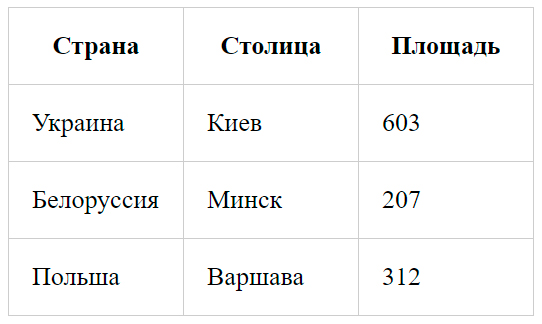 Страна Столица Площадь
Украина Киев 603
Белоруссия Минск 207
Польша Варшава 312